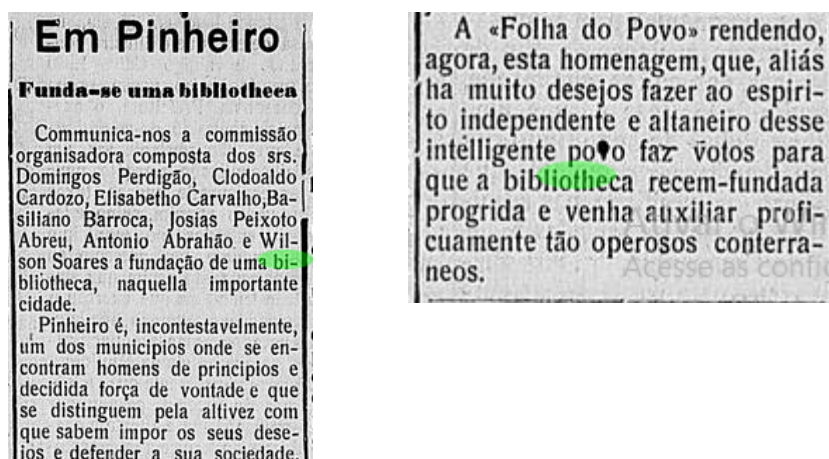 Em Pinheiro
Funda-se uma bibliotheca
Communica-nos a commissão
organisadora composta dos srs.
Domingos Perdigão, Clodoaldo
Cardozo, Elisabetho Carvalho,Ba-
siliano Barroca, Josias Peixoto
Abreu, Antonio Abrahão e Wil-
son Soares a fundação de uma bi-
bliotheca, naquella importante
cidade.
Pinheiro é, incontestavelmente,
um dos municipios onde se en-
contram homens de principios e
decidida força de vontade e que
se distinguem pela altivez com
que sabem impor os seus dese-
jos e defender a sua sociedade.
A «Folha do Povo» rendendo,
agora, esta homenagem, que, aliás
ha muito desejos fazer ao espiri-
to independente e altaneiro desse
intelligente povo faz votos para
que a bibliotheca recem-fundada
progrida e venha auxiliar profi-
cuamente tão operosos conterra-
neos.